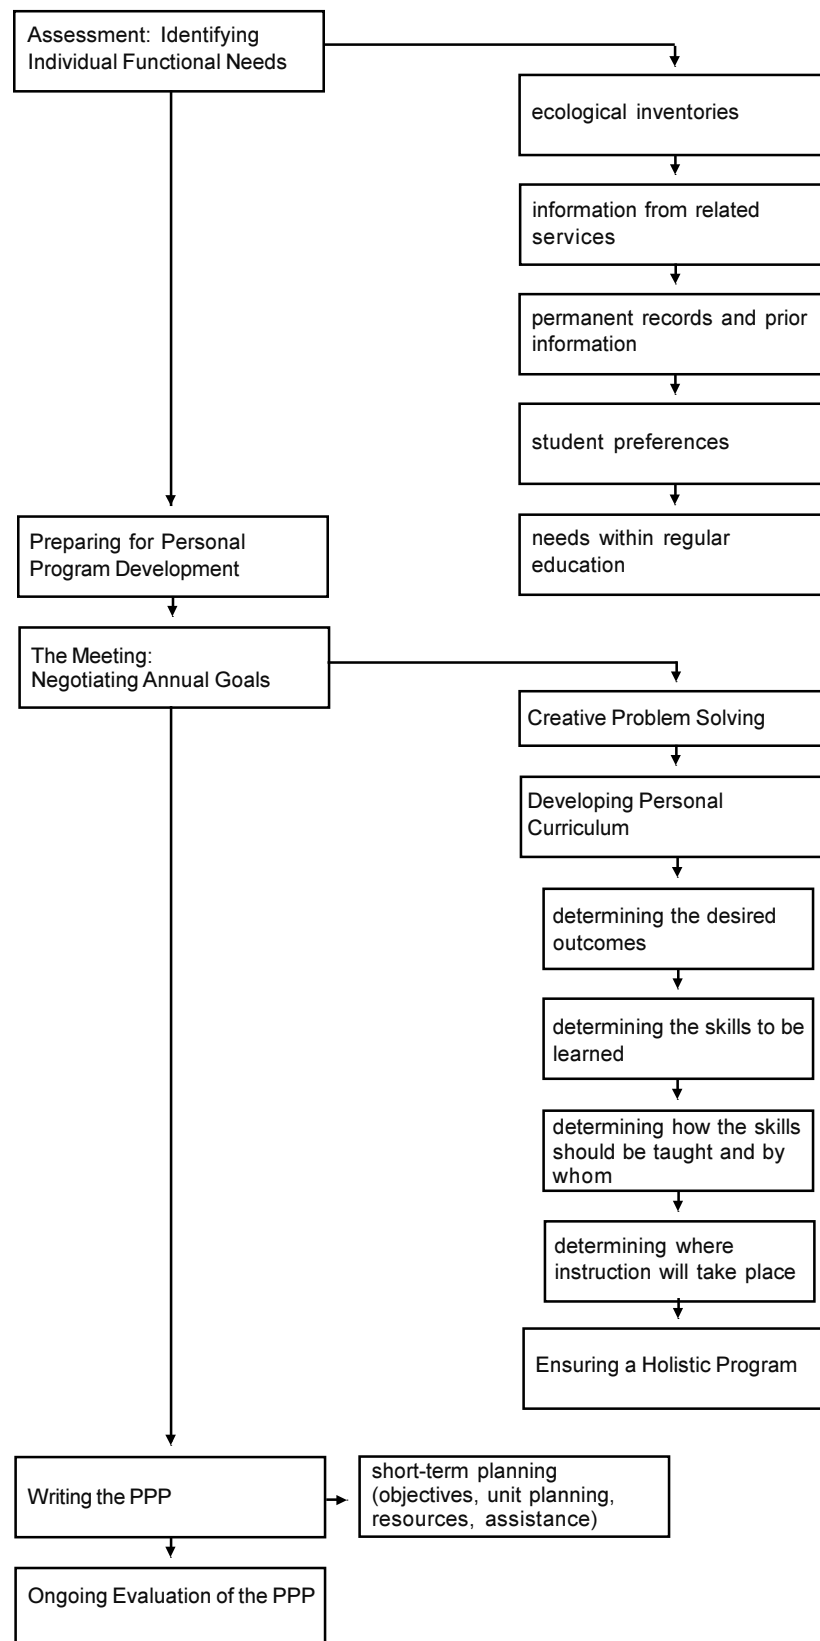 Assessment: Identifying
Individual Functional Needs
ecological inventories
information from related
services
permanent records and prior
information
student preferences
needs within regular
education
Preparing for Personal
Program Development
The Meeting:
Negotiating Annual Goals
Creative Problem Solving
Developing Personal
Curriculum
determining the desired
outcomes
determining the skills to be
learned
determining how the skills
should be taught and by
whom
determining where
instruction will take place
Ensuring a Holistic Program
Writing the PPP
short-term planning
(objectives, unit planning,
resources, assistance)
Ongoing Evaluation of the PPP